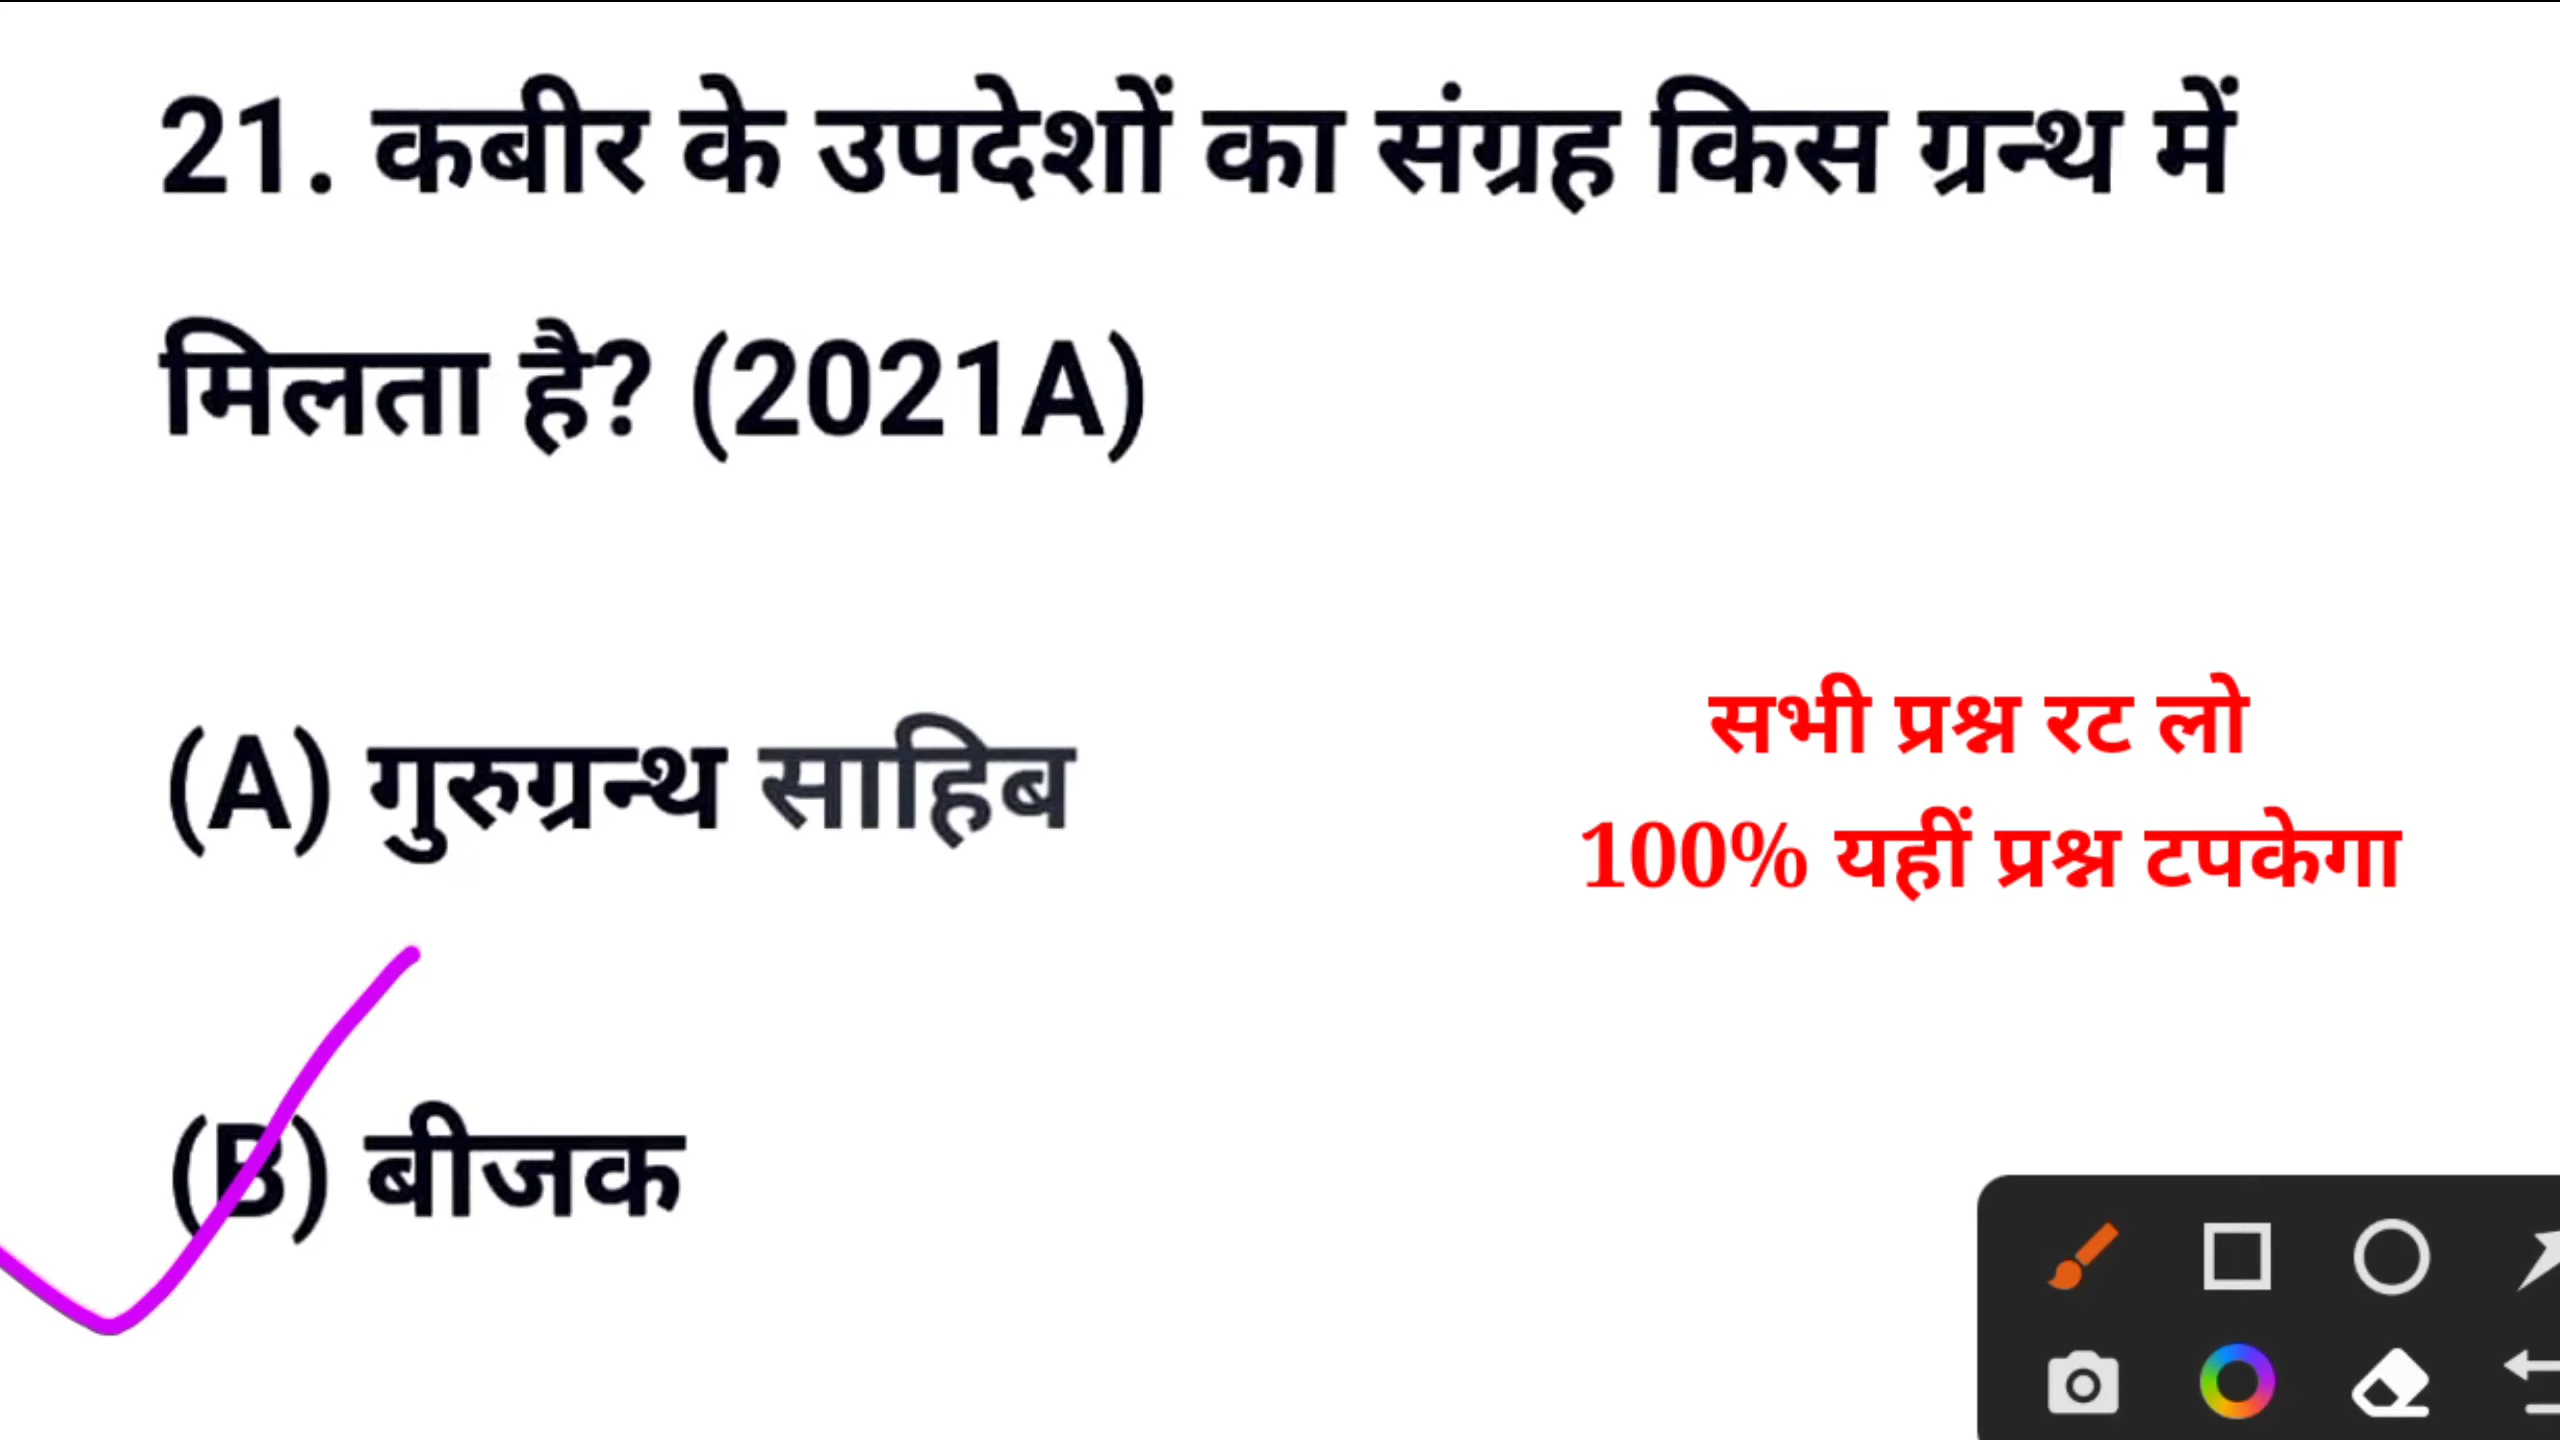 21. कबीर के उपदेशों का संग्रह किस ग्रन्थ में
मिलता है? (2021A)
(A) गुरुग्रन्थ साहिब
सभी प्रश्न रट लो
100% यहीं प्रश्न टपकेगा
(B) बीजक